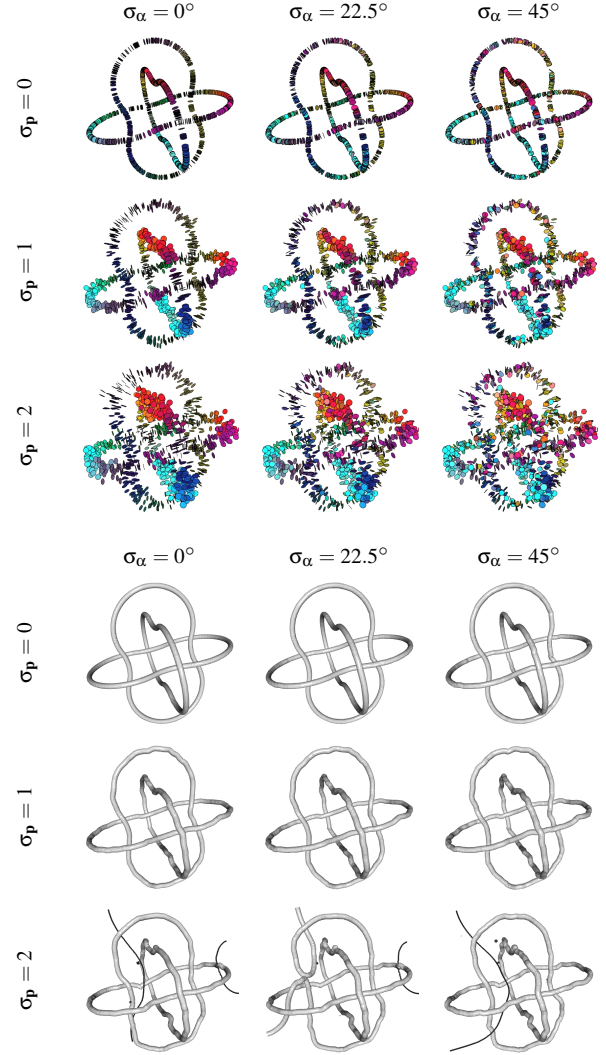 σα = 0° σα = 22.5° σα = 45°
σp = 0
σp = 1
σp = 2
σα = 0° σα = 22.5° σα = 45°
σp = 0
σp = 1
σp = 2